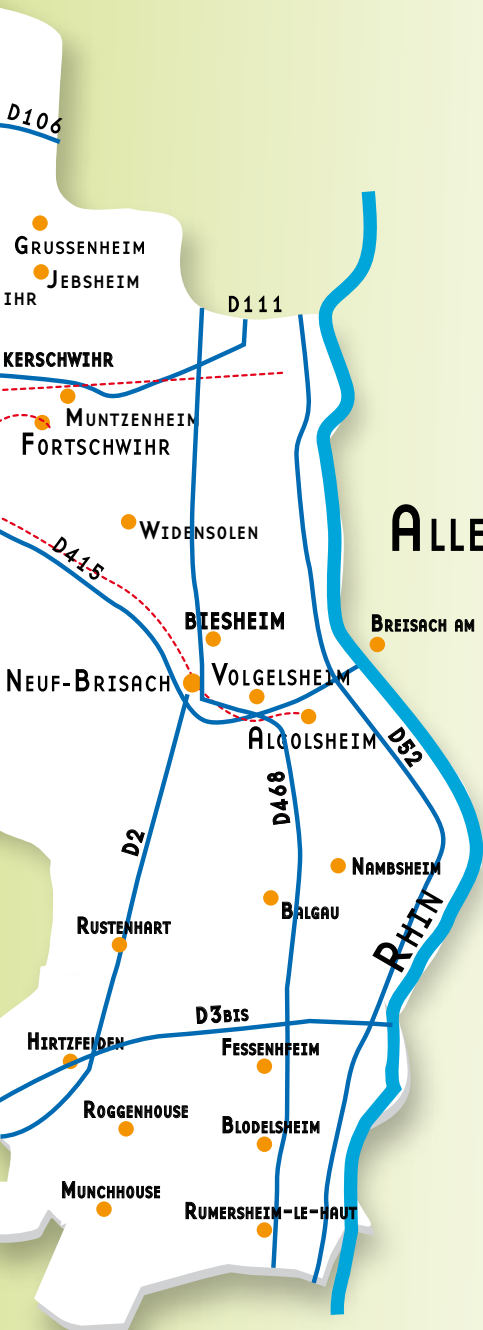 D106
GRUSSENHEIM
JEBSHEIM
IHR
D111
KERSCHWIHR
MUNTZENHEIM
FORTSCHWIHR
ALLE
WIDENSOLEN
D415
BIESHEIM
BREISACH AM
NEUF-BRISACH
VOLGELSHEIM
ALGOLSHEIM
D52
D468
D2
NAMBSHEIM
BALGAU
RHIN
RUSTENHART
D3BIS
HIRTZFELDEN
FESSENHFEIM
ROGGENHOUSE
BLODELSHEIM
MUNCHHOUSE
RUMERSHEIM-LE-HAUT